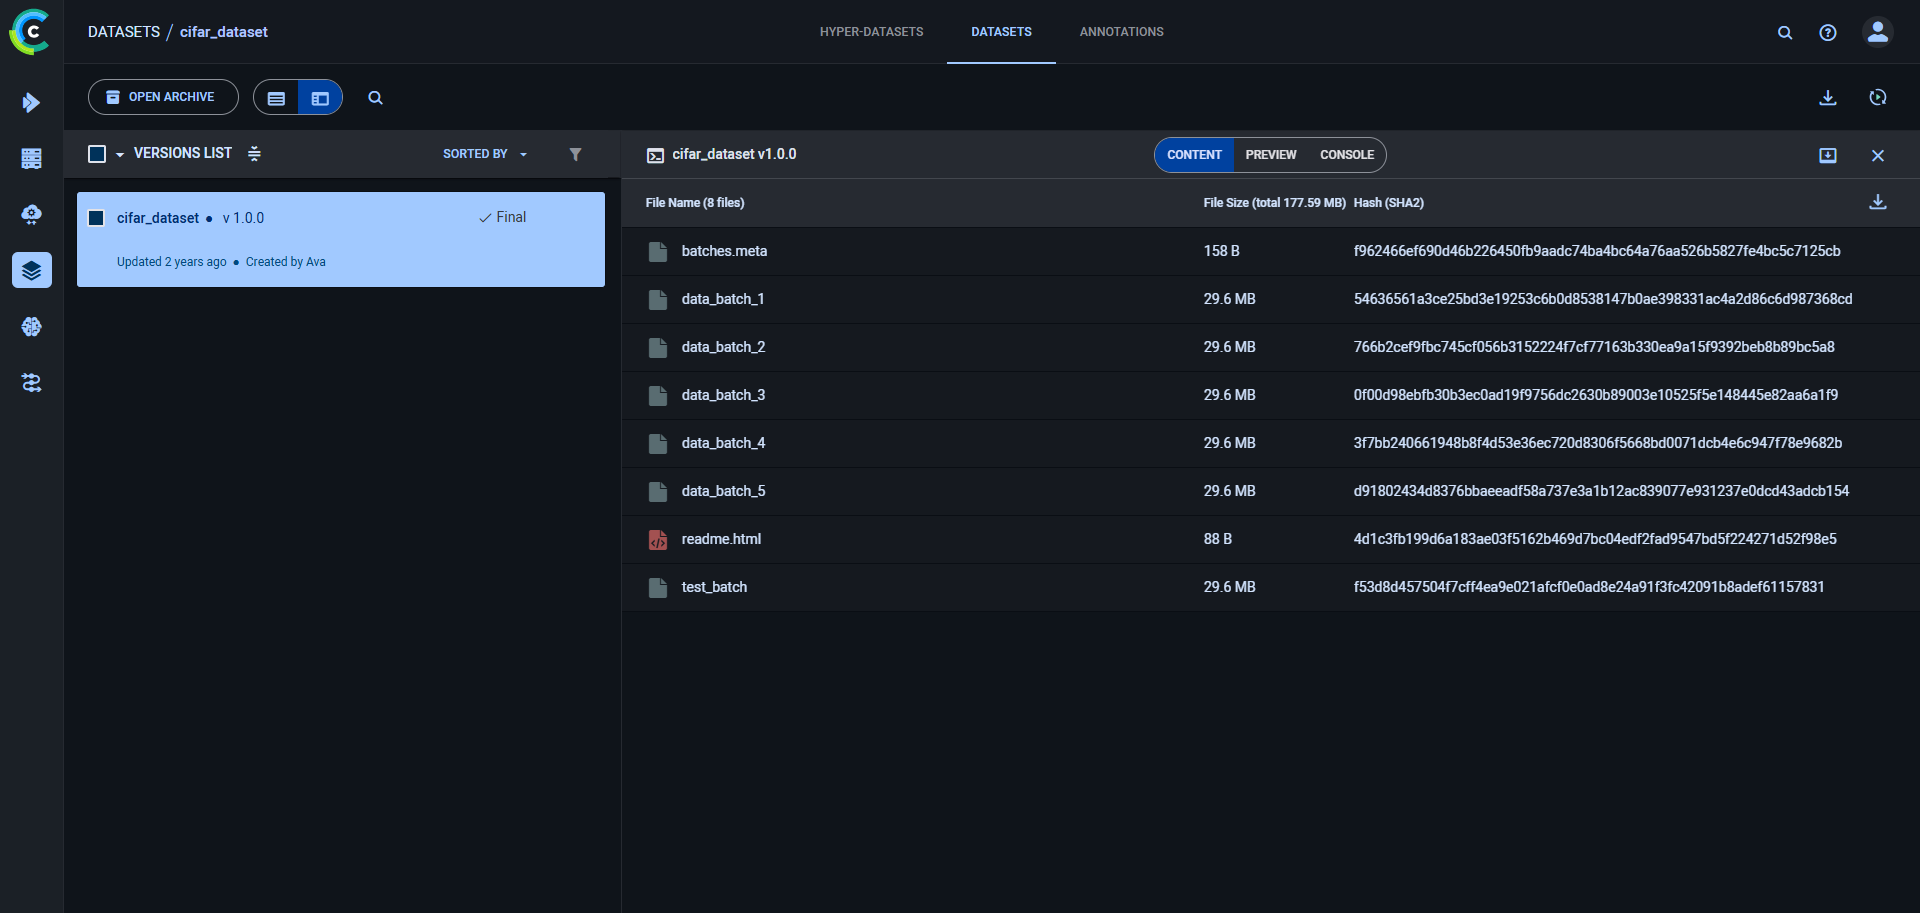 DATASETS / cifar_dataset
HYPER-DATASETS DATASETS ANNOTATIONS
OPEN ARCHIVE
VERSIONS LIST SORTED BY
cifar_dataset ● v 1.0.0 Final
Updated 2 years ago ● Created by Ava
cifar_dataset v1.0.0 CONTENT PREVIEW CONSOLE
File Name (8 files) File Size (total 177.59 MB) Hash (SHA2)
batches.meta 158 B f962466ef690d46b226450fb9aadc74ba4bc64a76aa526b5827fe4bc5c7125cb
data_batch_1 29.6 MB 54636561a3ce25bd3e19253c6b0d8538147b0ae398331ac4a2d86c6d987368cd
data_batch_2 29.6 MB 766b2cef9fbc745cf056b3152224f7cf77163b330ea9a15f9392beb8b89bc5a8
data_batch_3 29.6 MB 0f00d98ebfb30b3ec0ad19f9756dc2630b89003e10525f5e148445e82aa6a1f9
data_batch_4 29.6 MB 3f7bb240661948b8f4d53e36ec720d8306f5668bd0071dcb4e6c947f78e9682b
data_batch_5 29.6 MB d91802434d8376bbaeeadf58a737e3a1b12ac839077e931237e0dcd43adcb154
readme.html 88 B 4d1c3fb199d6a183ae03f5162b469d7bc04edf2fad9547bd5f224271d52f98e5
test_batch 29.6 MB f53d8d457504f7cff4ea9e021afcf0e0ad8e24a91f3fc42091b8adef61157831